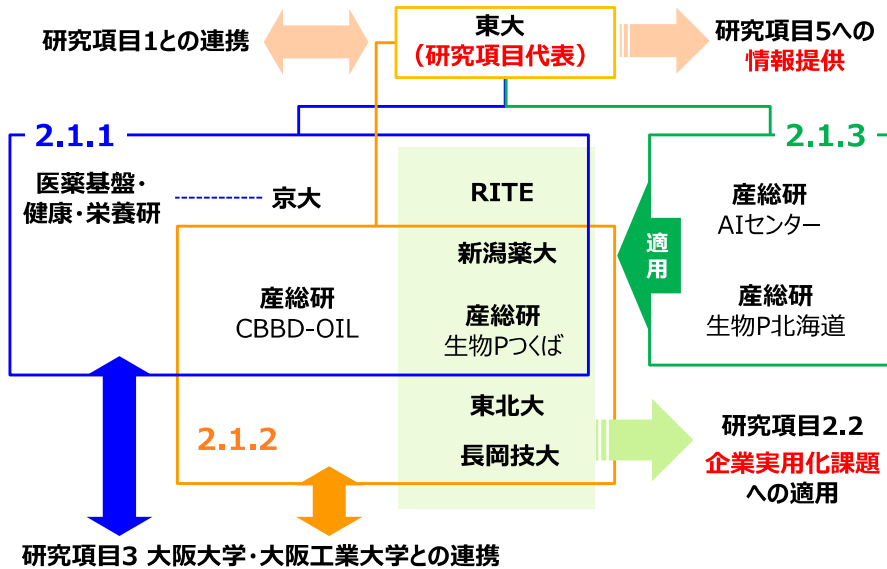 研究項目1との連携
東大
（研究項目代表）
研究項目5への
情報提供
2.1.1
2.1.3
医薬基盤・
健康・栄養研
京大
RITE
産総研
AIセンター
新潟薬大
適用
産総研
CBBD-OIL
産総研
生物Pつくば
産総研
生物P北海道
東北大
2.1.2
長岡技大
研究項目2.2
企業実用化課題
への適用
研究項目3 大阪大学・大阪工業大学との連携